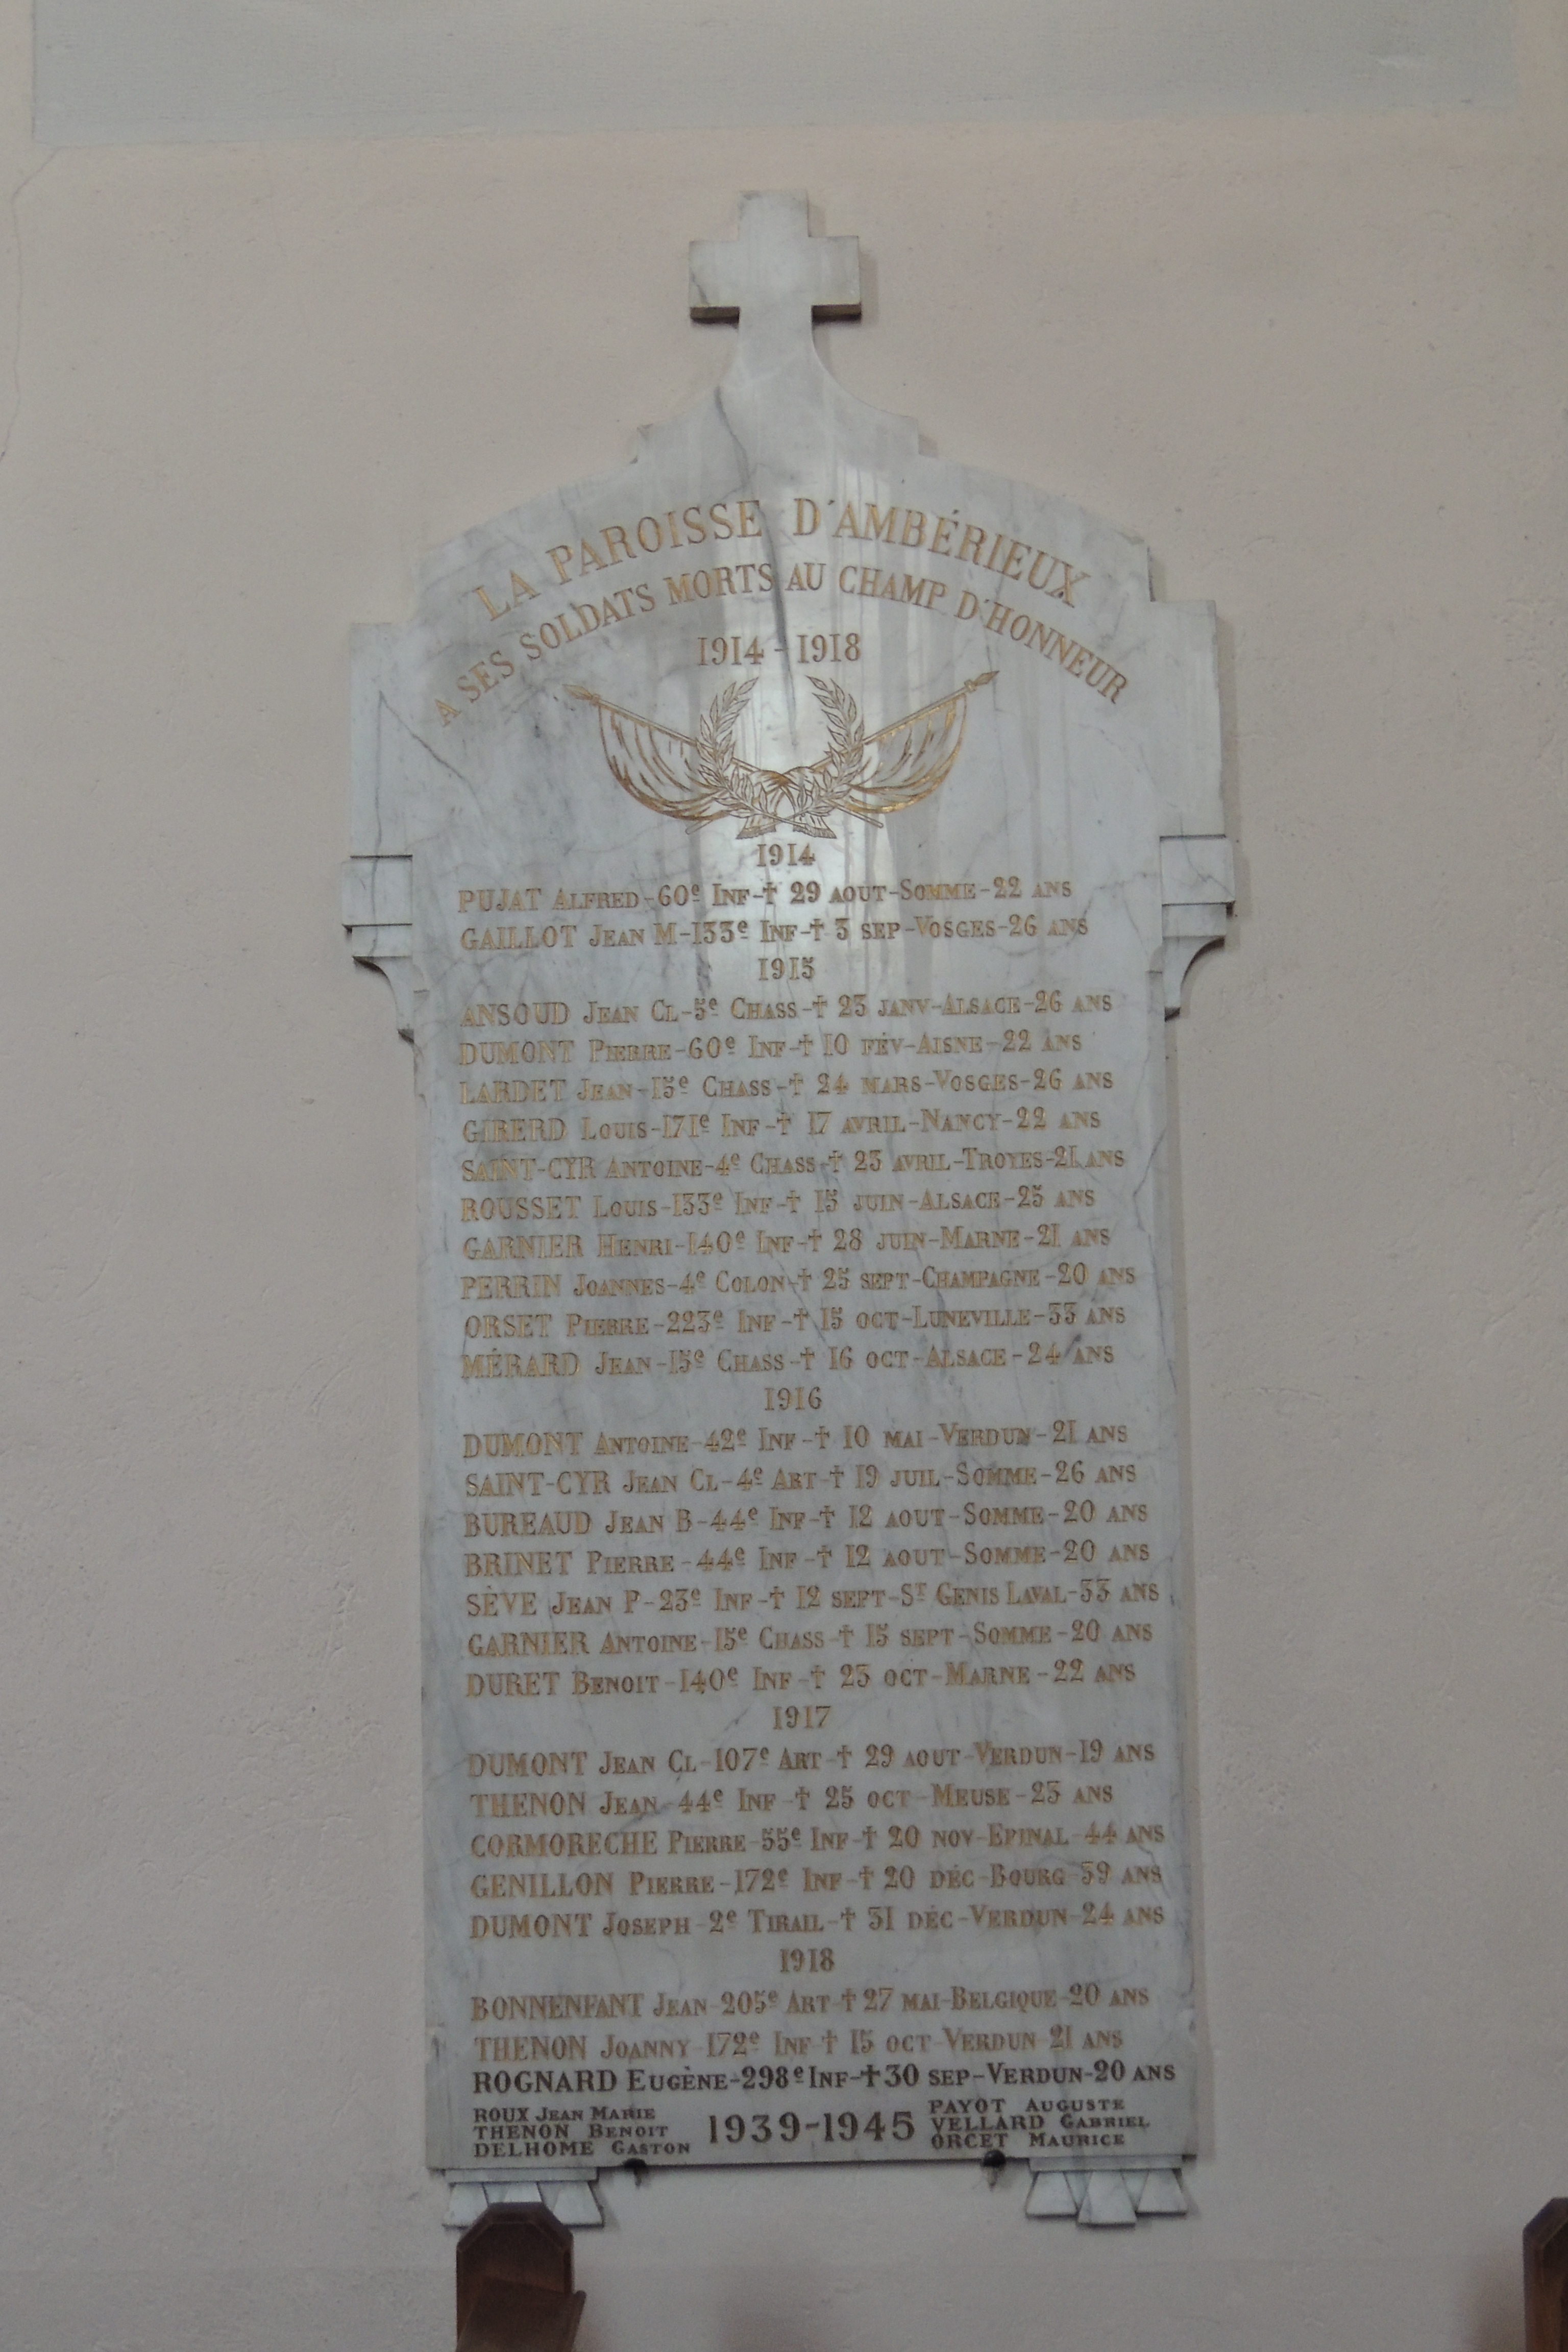 LA PAROISSE D'AMBÉRIEUX
A SES SOLDATS MORTS AU CHAMP D'HONNEUR
1914-1918
1914
PUJAT ALFRED-60e INF-† 29 AOUT-SOMME-22 ANS
GAILLOT JEAN M-133e INF-† 3 SEP-VOSGES-26 ANS
1915
ANSOUD JEAN CL-5e CHASS-† 23 JANV-ALSACE-26 ANS
DUMONT PIERRE-60e INF-† 10 FÉV-AISNE-22 ANS
LARDET JEAN-15e CHASS-† 24 MARS-VOSGES-26 ANS
GIRERD LOUIS-171e INF-† 17 AVRIL-NANCY-22 ANS
SAINT-CYR ANTOINE-4e CHASS-† 23 AVRIL-TROYES-21 ANS
ROUSSET LOUIS-133e INF-† 15 JUIN-ALSACE-25 ANS
GARNIER HENRI-140e INF-† 28 JUIN-MARNE-21 ANS
PERRIN JOANNES-4e COLON-† 25 SEPT-CHAMPAGNE-20 ANS
ORSET PIERRE-223e INF-† 15 OCT-LUNEVILLE-33 ANS
MÉRARD JEAN-15e CHASS-† 16 OCT-ALSACE-24 ANS
1916
DUMONT ANTOINE-42e INF-† 10 MAI-VERDUN-21 ANS
SAINT-CYR JEAN CL-4e ART-† 19 JUIL-SOMME-26 ANS
BUREAUD JEAN B-44e INF-† 12 AOUT-SOMME-20 ANS
BRINET PIERRE-44e INF-† 12 AOUT-SOMME-20 ANS
SÈVE JEAN P-23e INF-† 12 SEPT-ST GENIS LAVAL-33 ANS
GARNIER ANTOINE-15e CHASS-† 15 SEPT-SOMME-20 ANS
DURET BENOIT-140e INF-† 23 OCT-MARNE-22 ANS
1917
DUMONT JEAN CL-107e ART-† 29 AOUT-VERDUN-19 ANS
THENON JEAN-44e INF-† 25 OCT-MEUSE-23 ANS
CORMORECHE PIERRE-55e INF-† 20 NOV-EPINAL-44 ANS
GENILLON PIERRE-172e INF-† 20 DÉC-BOURG-39 ANS
DUMONT JOSEPH-2e TIRAIL-† 31 DÉC-VERDUN-24 ANS
1918
BONNENFANT JEAN-205e ART-† 27 MAI-BELGIQUE-20 ANS
THENON JOANNY-172e INF † 15 OCT-VERDUN-21 ANS
ROGNARD EUGÈNE-298e INF-† 30 SEP-VERDUN-20 ANS
1939-1945
ROUX JEAN MARIE
THENON BENOIT
DELHOME GASTON
PAYOT AUGUSTE
VELLARD GABRIEL
ORCET MAURICE